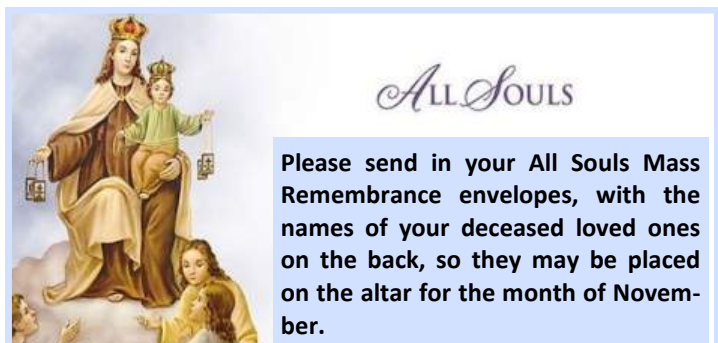 All Souls
Please send in your All Souls Mass
Remembrance envelopes, with the
names of your deceased loved ones
on the back, so they may be placed
on the altar for the month of Novem-
ber.